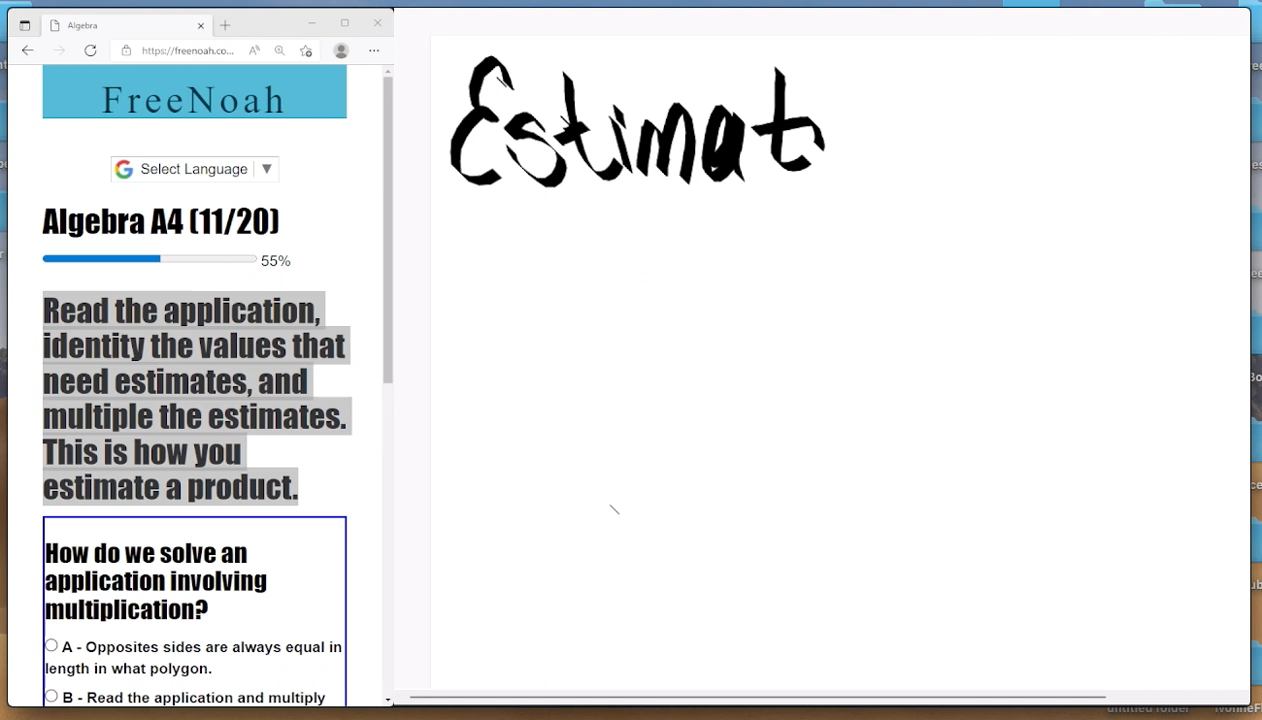 Algebra
https://freenoah.co...
FreeNoah
Select Language ▼
Algebra A4 (11/20)
55%
Read the application,
identity the values that
need estimates, and
multiple the estimates.
This is how you
estimate a product.
How do we solve an
application involving
multiplication?
A - Opposites sides are always equal in
length in what polygon.
B - Read the application and multiply
Estimat
untitled folder